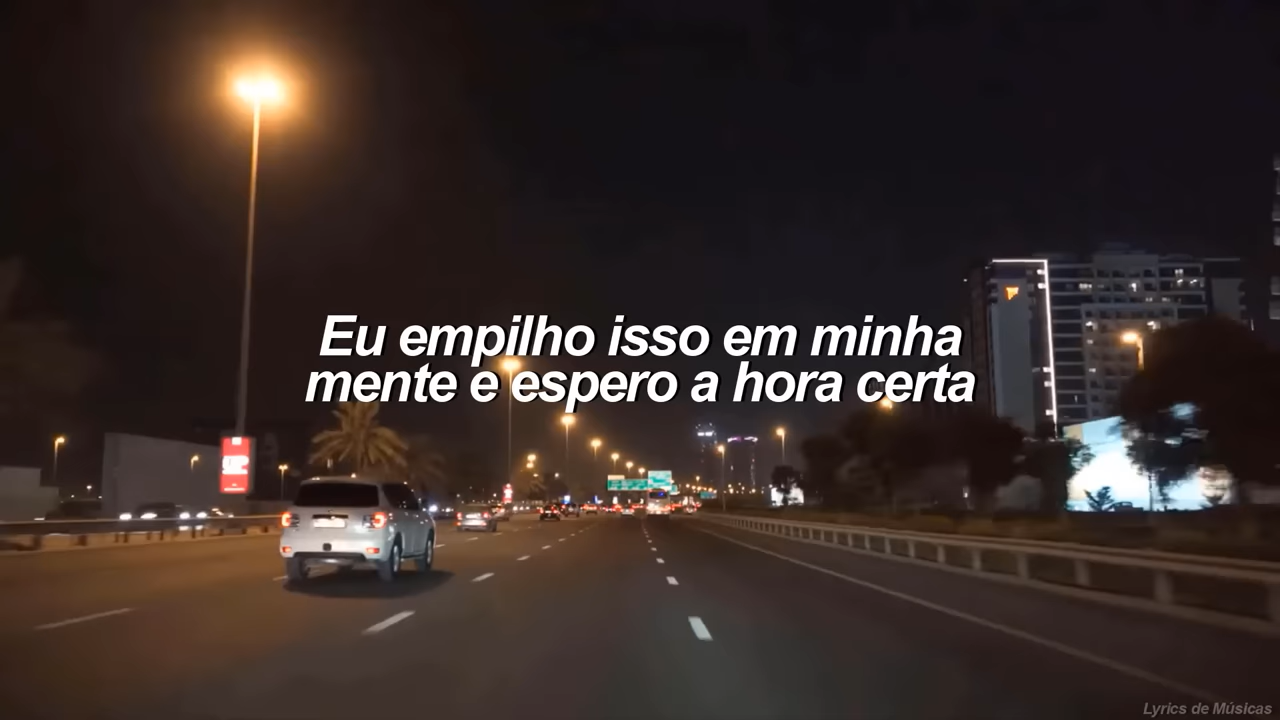 Eu empilho isso em minha
mente e espero a hora certa
Lyrics de Músicas